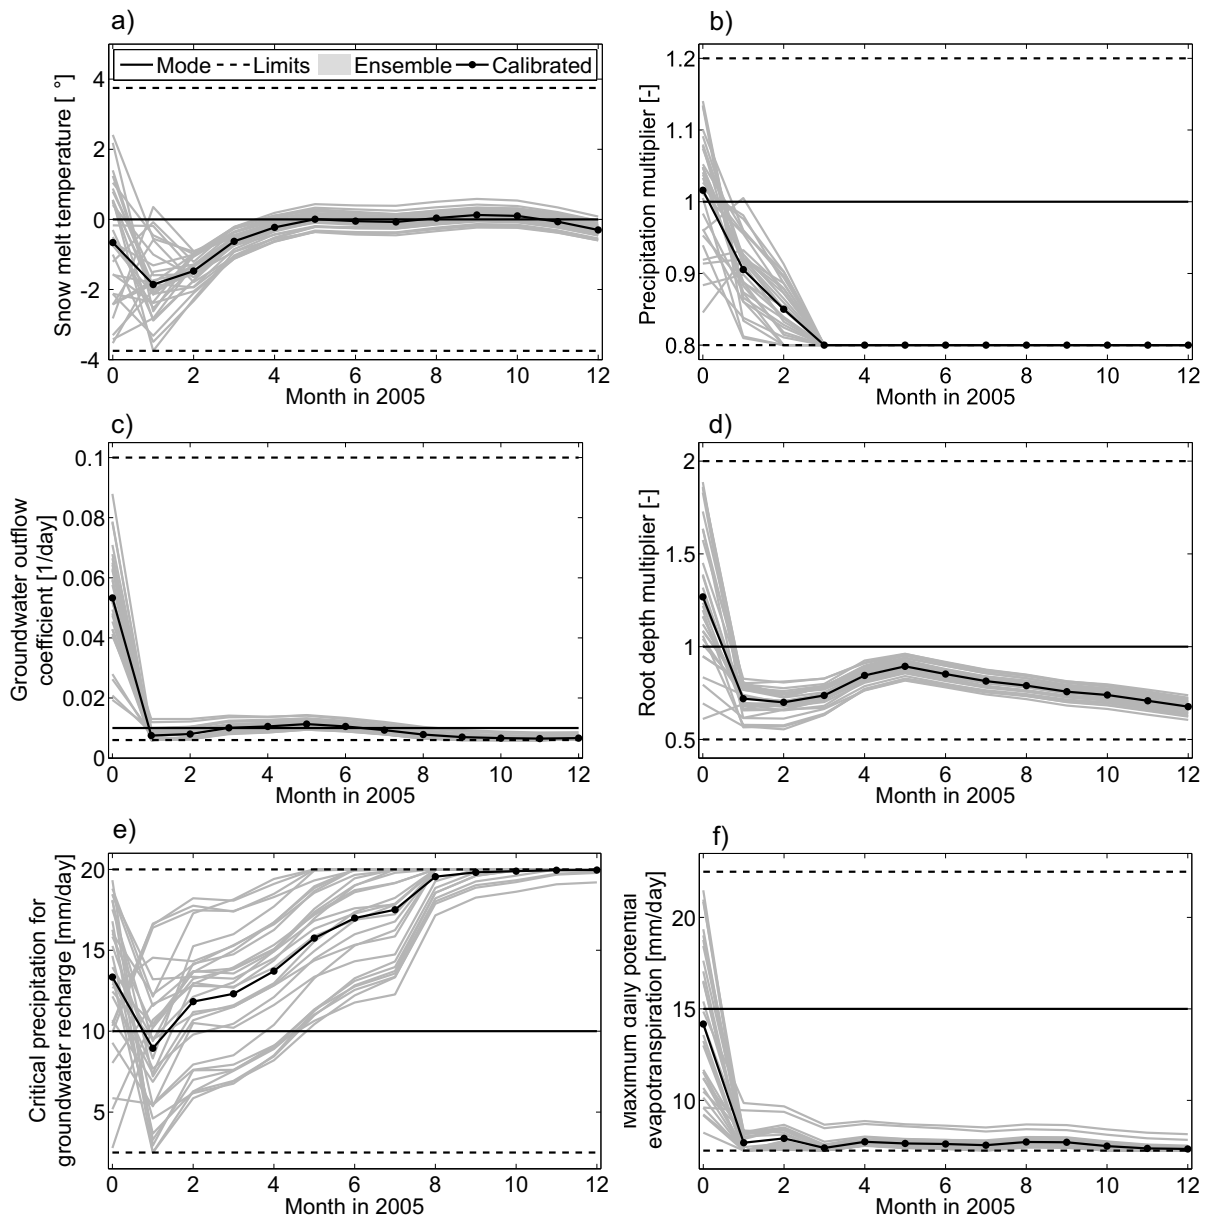 a)
Mode Limits Ensemble Calibrated
Snow melt temperature [ °]
4
2
0
-2
-4
0 2 4 6 8 10 12
Month in 2005
b)
Precipitation multiplier [-]
1.2
1.1
1
0.9
0.8
0 2 4 6 8 10 12
Month in 2005
c)
Groundwater outflow
coefficient [1/day]
0.1
0.08
0.06
0.04
0.02
0
0 2 4 6 8 10 12
Month in 2005
d)
Root depth multiplier [-]
2
1.5
1
0.5
0 2 4 6 8 10 12
Month in 2005
e)
Critical precipitation for
groundwater recharge [mm/day]
20
15
10
5
0 2 4 6 8 10 12
Month in 2005
f)
Maximum daily potential
evapotranspiration [mm/day]
20
15
10
0 2 4 6 8 10 12
Month in 2005